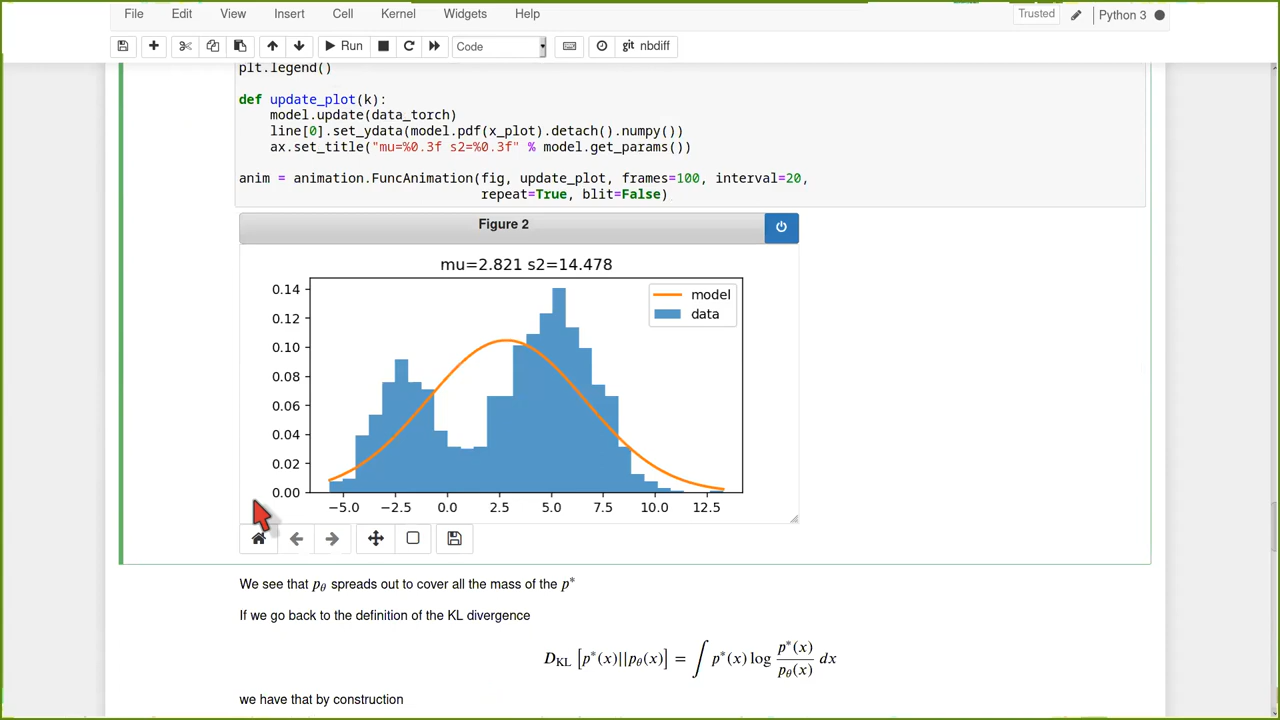 File Edit View Insert Cell Kernel Widgets Help Trusted Python 3
Run Code git nbdiff
plt.legend()
def update_plot(k):
model.update(data_torch)
line[0].set_ydata(model.pdf(x_plot).detach().numpy())
ax.set_title("mu=%0.3f s2=%0.3f" % model.get_params())
anim = animation.FuncAnimation(fig, update_plot, frames=100, interval=20,
repeat=True, blit=False)
Figure 2
mu=2.821 s2=14.478
0.14
0.12
0.10
0.08
0.06
0.04
0.02
0.00
model
data
−5.0 −2.5 0.0 2.5 5.0 7.5 10.0 12.5
We see that pθ spreads out to cover all the mass of the p*
If we go back to the definition of the KL divergence
D_KL [p*(x)||pθ(x)] = ∫ p*(x) log p*(x)/pθ(x) dx
we have that by construction